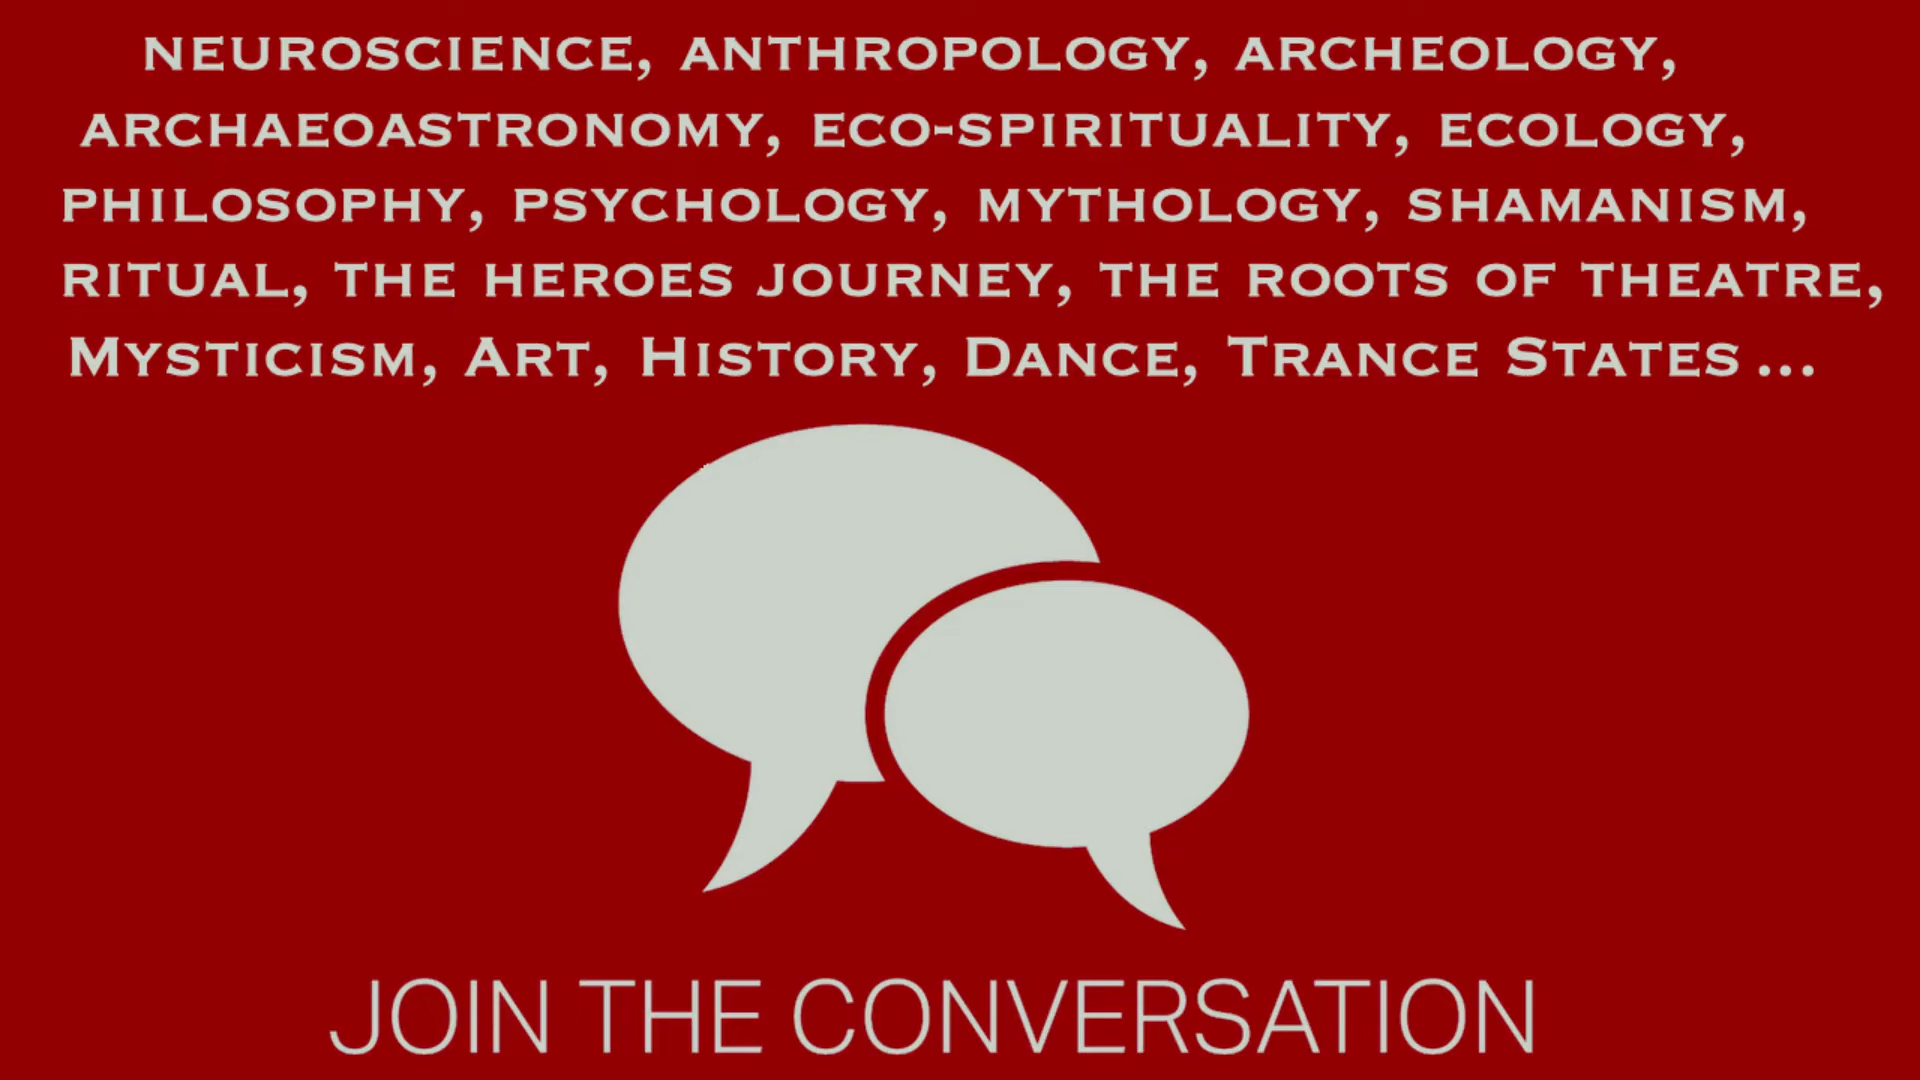 NEUROSCIENCE, ANTHROPOLOGY, ARCHEOLOGY,
ARCHAEOASTRONOMY, ECO-SPIRITUALITY, ECOLOGY,
PHILOSOPHY, PSYCHOLOGY, MYTHOLOGY, SHAMANISM,
RITUAL, THE HEROES JOURNEY, THE ROOTS OF THEATRE,
MYSTICISM, ART, HISTORY, DANCE, TRANCE STATES ...
JOIN THE CONVERSATION